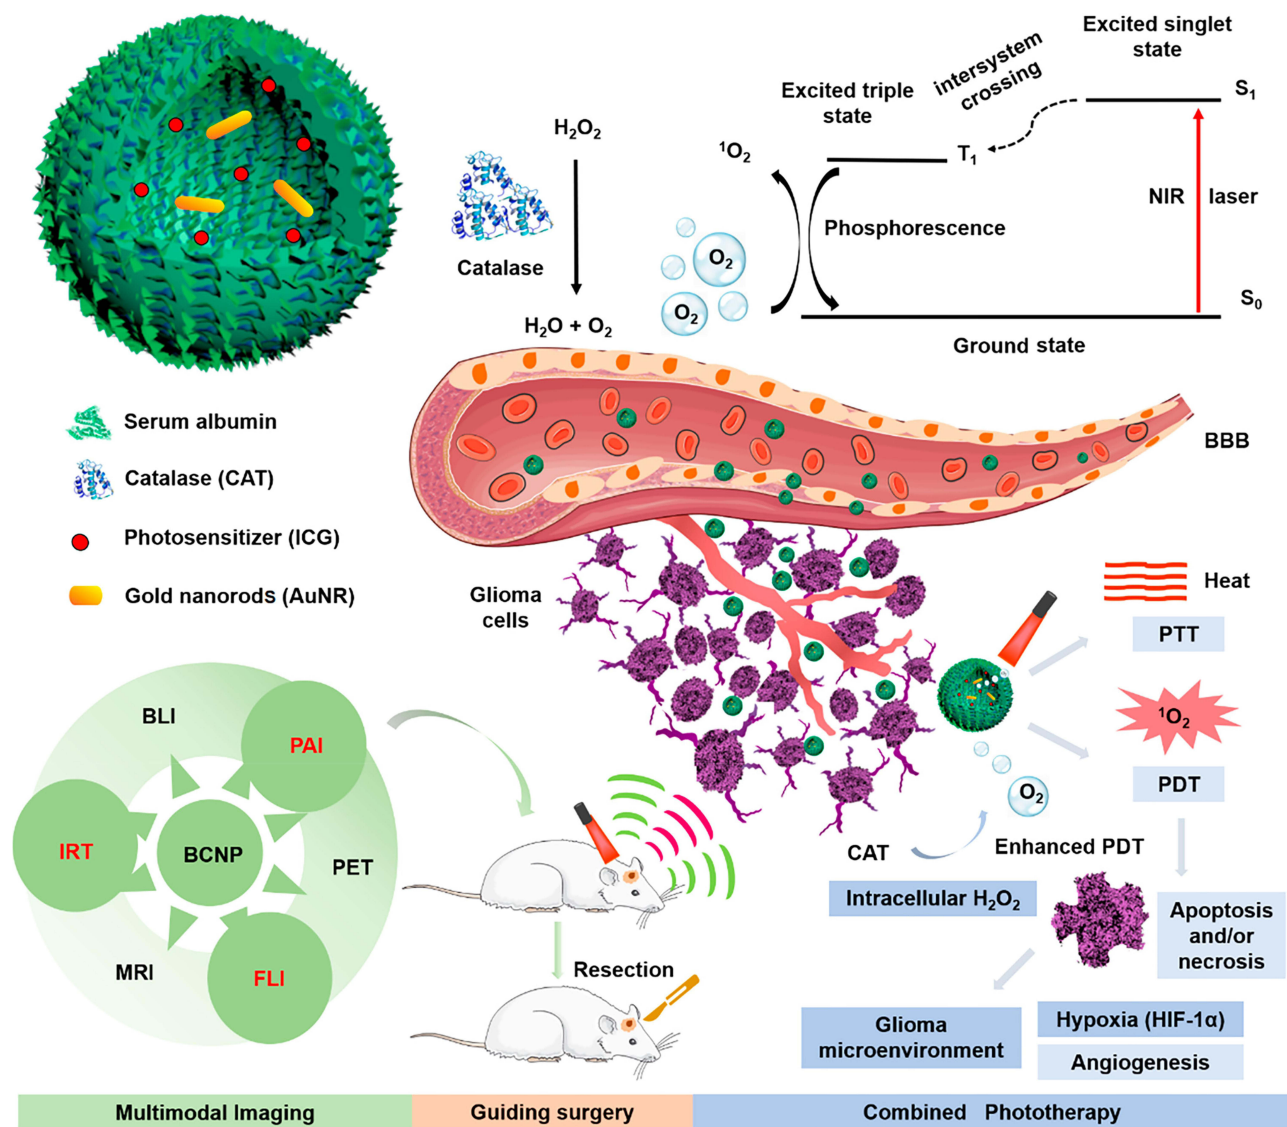 Excited singlet
state
intersystem
crossing
S1
Excited triple
state
H2O2
1O2
T1
NIR laser
Phosphorescence
O2
Catalase
O2
S0
H2O + O2
Ground state
Serum albumin
BBB
Catalase (CAT)
Photosensitizer (ICG)
Gold nanorods (AuNR)
Glioma
cells
Heat
PTT
1O2
PDT
O2
BLI
PAI
IRT
BCNP
PET
MRI
FLI
Resection
CAT
Enhanced PDT
Intracellular H2O2
Apoptosis
and/or
necrosis
Glioma
microenvironment
Hypoxia (HIF-1α)
Angiogenesis
Multimodal Imaging
Guiding surgery
Combined Phototherapy